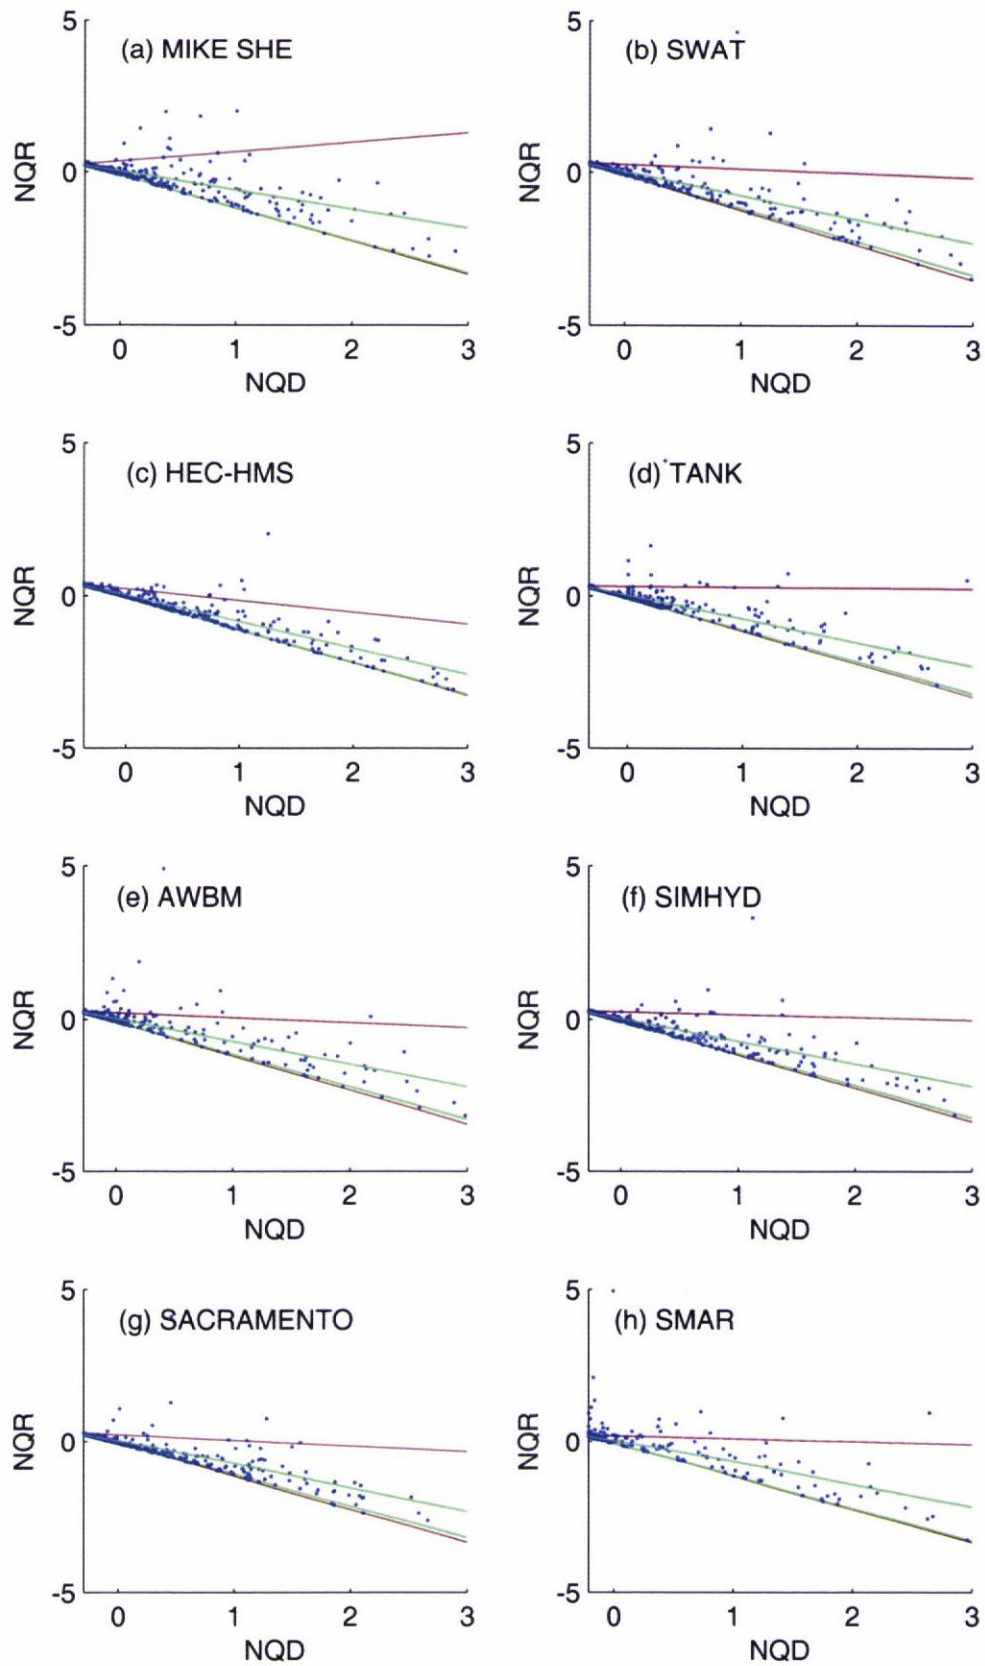 5
(a) MIKE SHE
NQR
0
-5
0 1 2 3
NQD
5
(b) SWAT
NQR
0
-5
0 1 2 3
NQD
5
(c) HEC-HMS
NQR
0
-5
0 1 2 3
NQD
5
(d) TANK
NQR
0
-5
0 1 2 3
NQD
5
(e) AWBM
NQR
0
-5
0 1 2 3
NQD
5
(f) SIMHYD
NQR
0
-5
0 1 2 3
NQD
5
(g) SACRAMENTO
NQR
0
-5
0 1 2 3
NQD
5
(h) SMAR
NQR
0
-5
0 1 2 3
NQD